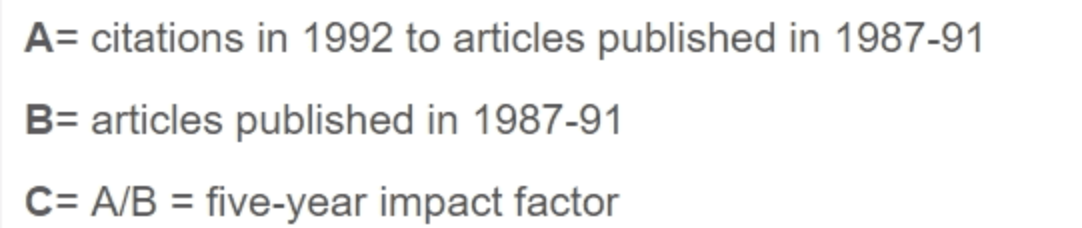 A= citations in 1992 to articles published in 1987-91
B= articles published in 1987-91
C= A/B = five-year impact factor